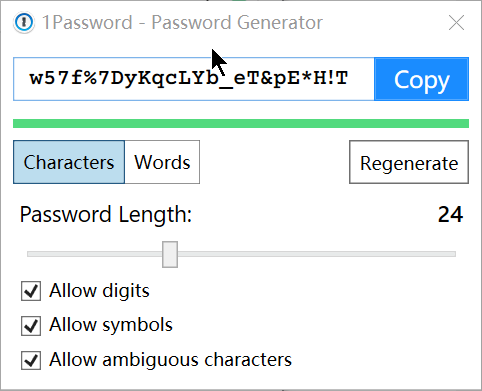 1Password - Password Generator
w57f%7DyKqcLYb_eT&pE*H!T
Copy
Characters Words Regenerate
Password Length: 24
Allow digits
Allow symbols
Allow ambiguous characters